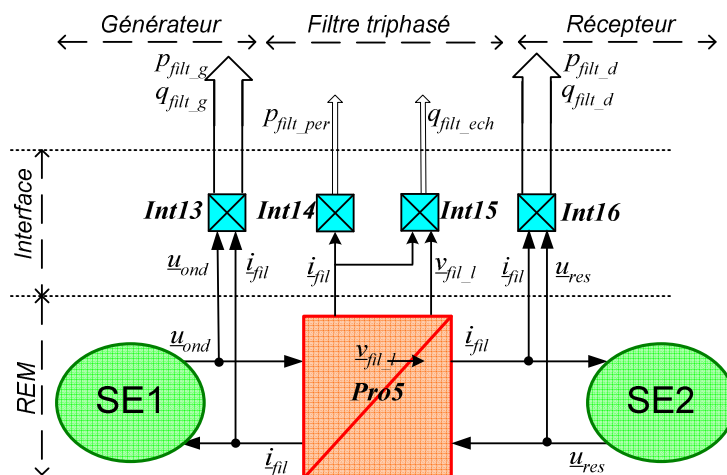 Générateur Filtre triphasé Récepteur
p_filt_g
q_filt_g
p_filt_per
q_filt_ech
p_filt_d
q_filt_d
Interface
Int13 Int14 Int15 Int16
u_ond i_fil i_fil v_fil_l i_fil u_res
REM
u_ond
i_fil
v_fil_l
Pro5
SE1
SE2
i_fil
u_res